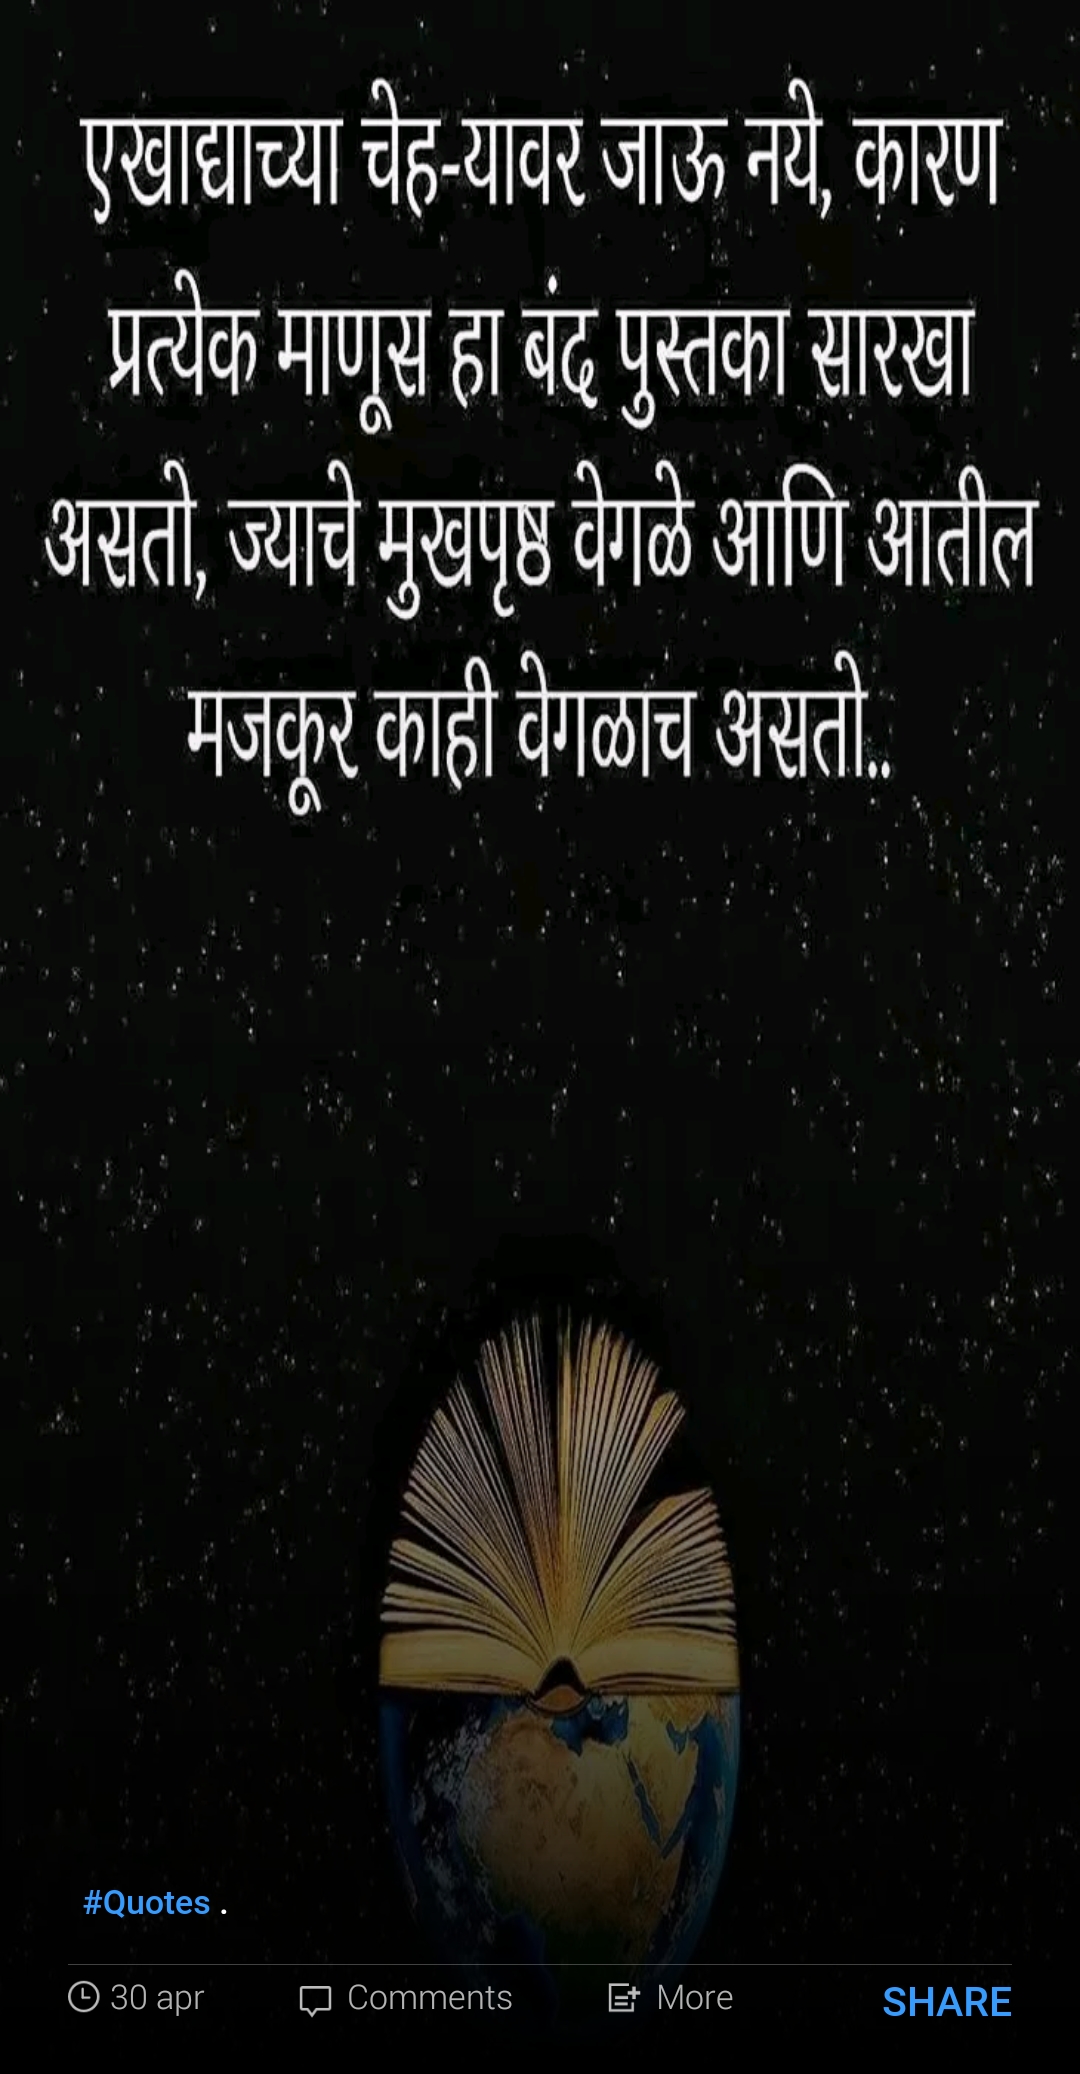 एखाद्याच्या चेह-यावर जाऊ नये, कारण
प्रत्येक माणूस हा बंद पुस्तका सारखा
असतो, ज्याचे मुखपृष्ठ वेगळे आणि आतील
मजकूर काही वेगळाच असतो..
#Quotes .
30 apr Comments More SHARE